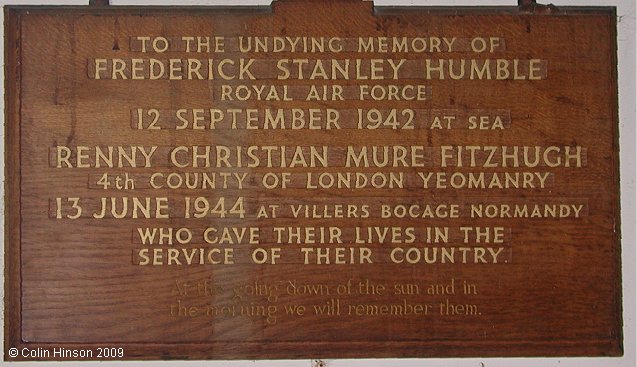 TO THE UNDYING MEMORY OF
FREDERICK STANLEY HUMBLE
ROYAL AIR FORCE
12 SEPTEMBER 1942 AT SEA
RENNY CHRISTIAN MURE FITZHUGH
4th COUNTY OF LONDON YEOMANRY
13 JUNE 1944 AT VILLERS BOCAGE NORMANDY
WHO GAVE THEIR LIVES IN THE
SERVICE OF THEIR COUNTRY.
At the going down of the sun and in
the morning we will remember them.
© Colin Hinson 2009